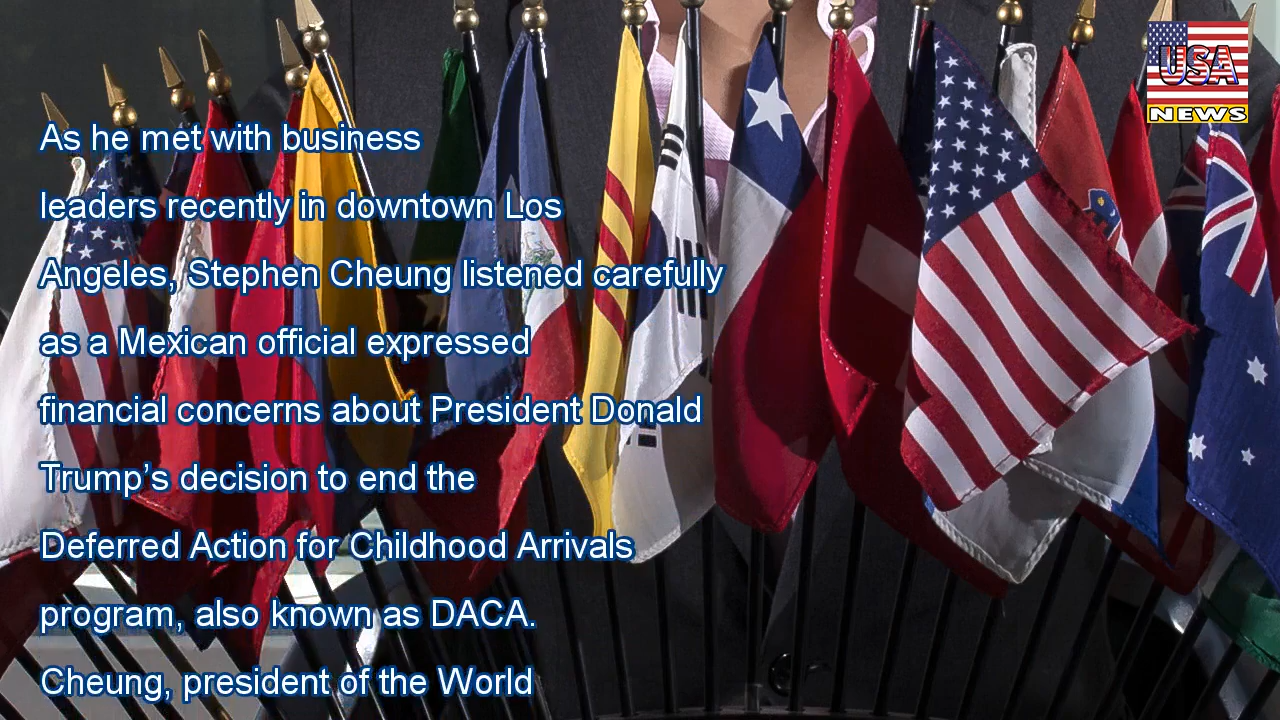 USA
NEWS
As he met with business
leaders recently in downtown Los
Angeles, Stephen Cheung listened carefully
as a Mexican official expressed
financial concerns about President Donald
Trump’s decision to end the
Deferred Action for Childhood Arrivals
program, also known as DACA.
Cheung, president of the World